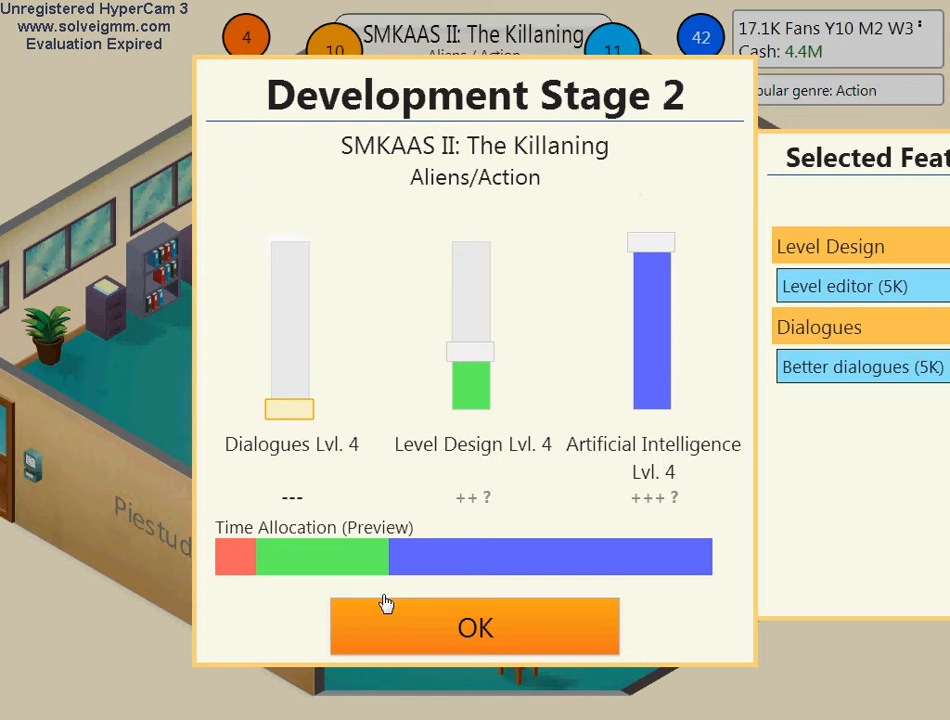 Unregistered HyperCam 3
www.solveigmm.com
Evaluation Expired
4
10
SMKAAS II: The Killaning
Aliens / Action
11
42
17.1K Fans Y10 M2 W3
Cash: 4.4M
pular genre: Action
Development Stage 2
SMKAAS II: The Killaning
Aliens/Action
Selected Feat
Level Design
Level editor (5K)
Dialogues
Better dialogues (5K)
Dialogues Lvl. 4
Level Design Lvl. 4
Artificial Intelligence
Lvl. 4
---
++ ?
+++ ?
Time Allocation (Preview)
OK
Piestud